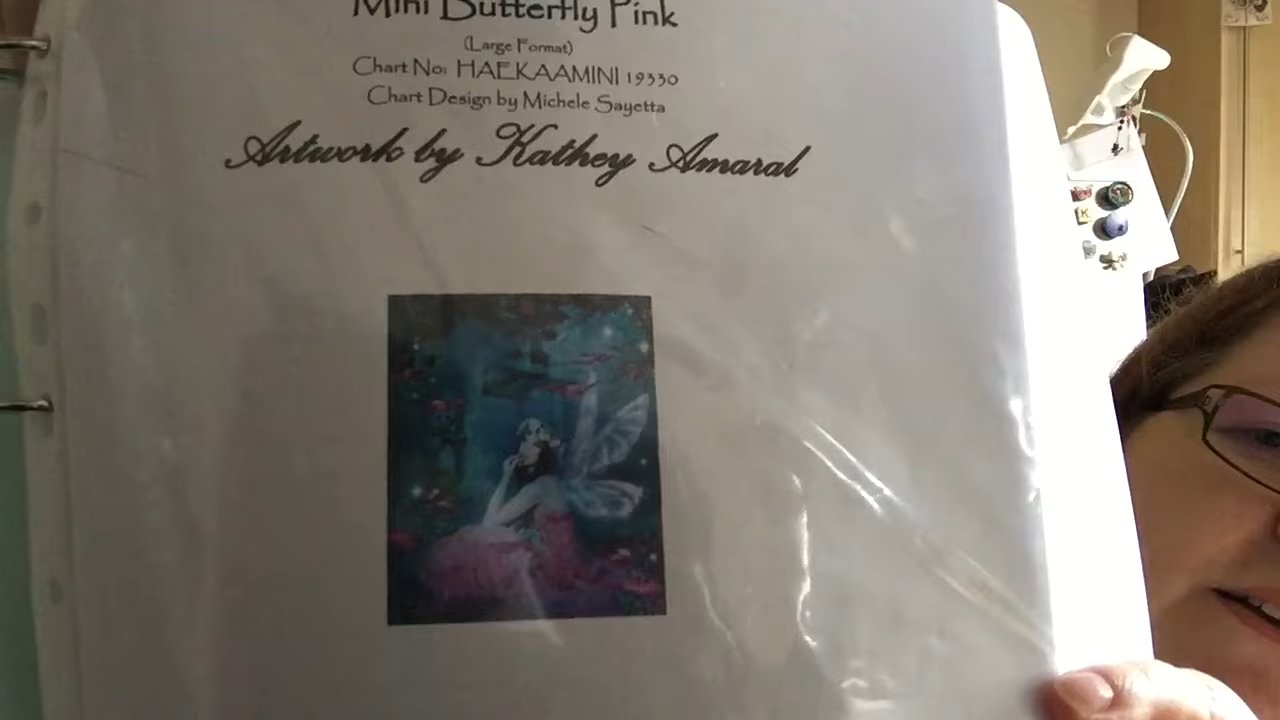 Mini Butterfly Pink
(Large Format)
Chart No: HAEKAAMINI 19330
Chart Design by Michele Sayetta
Artwork by Kathey Amaral
K